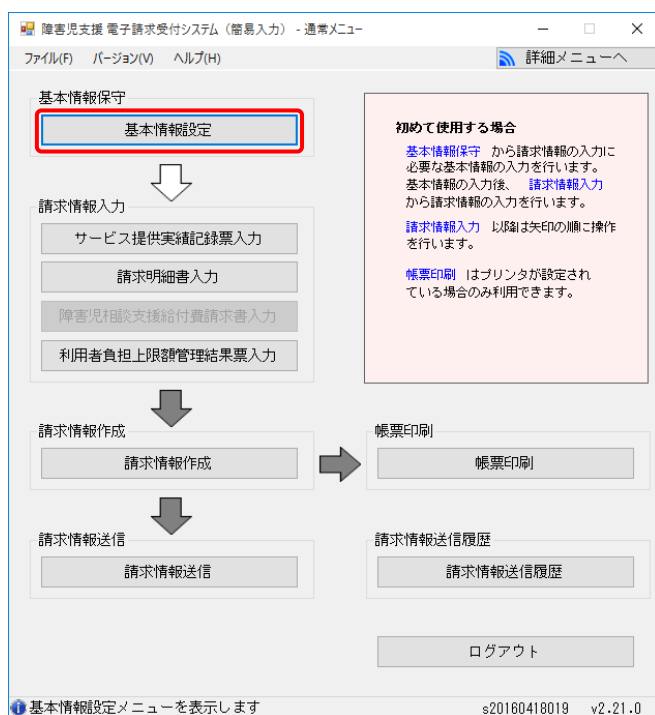 障害児支援 電子請求受付システム（簡易入力） - 通常メニュー
ファイル(F) バージョン(V) ヘルプ(H)
詳細メニューへ
基本情報保守
基本情報設定
初めて使用する場合
基本情報保守 から請求情報の入力に
必要な基本情報の入力を行います。
基本情報の入力後、 請求情報入力
から請求情報の入力を行います。
請求情報入力 以降は矢印の順に操作
を行います。
帳票印刷 はプリンタが設定され
ている場合のみ利用できます。
請求情報入力
サービス提供実績記録票入力
請求明細書入力
障害児相談支援給付費請求書入力
利用者負担上限額管理結果票入力
請求情報作成
請求情報作成
帳票印刷
帳票印刷
請求情報送信
請求情報送信
請求情報送信履歴
請求情報送信履歴
ログアウト
基本情報設定メニューを表示します
s20160418019 v2.21.0